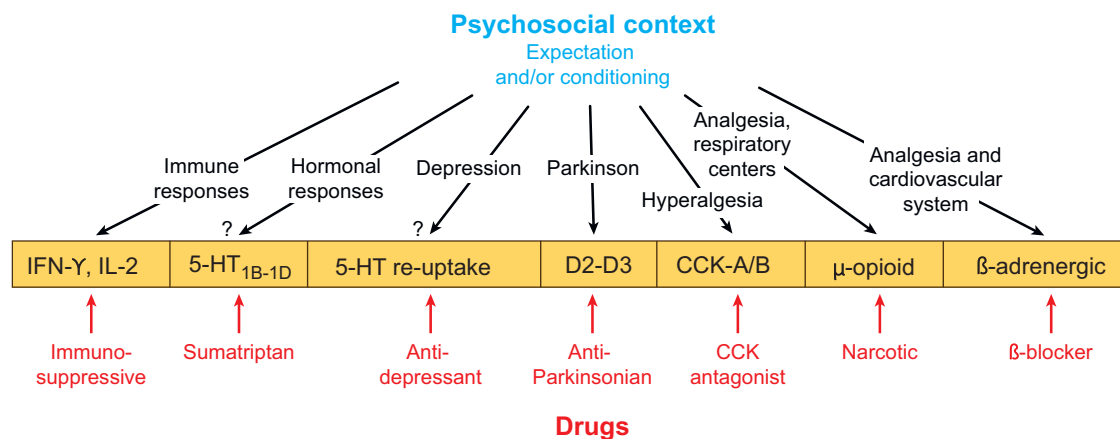 Psychosocial context
Expectation
and/or conditioning
Immune
responses
Hormonal
responses
Depression
Parkinson
Hyperalgesia
Analgesia,
respiratory
centers
Analgesia and
cardiovascular
system
?
?
IFN-ϒ, IL-2
5-HT1B-1D
5-HT re-uptake
D2-D3
CCK-A/B
µ-opioid
ß-adrenergic
Immuno-
suppressive
Sumatriptan
Anti-
depressant
Anti-
Parkinsonian
CCK
antagonist
Narcotic
ß-blocker
Drugs